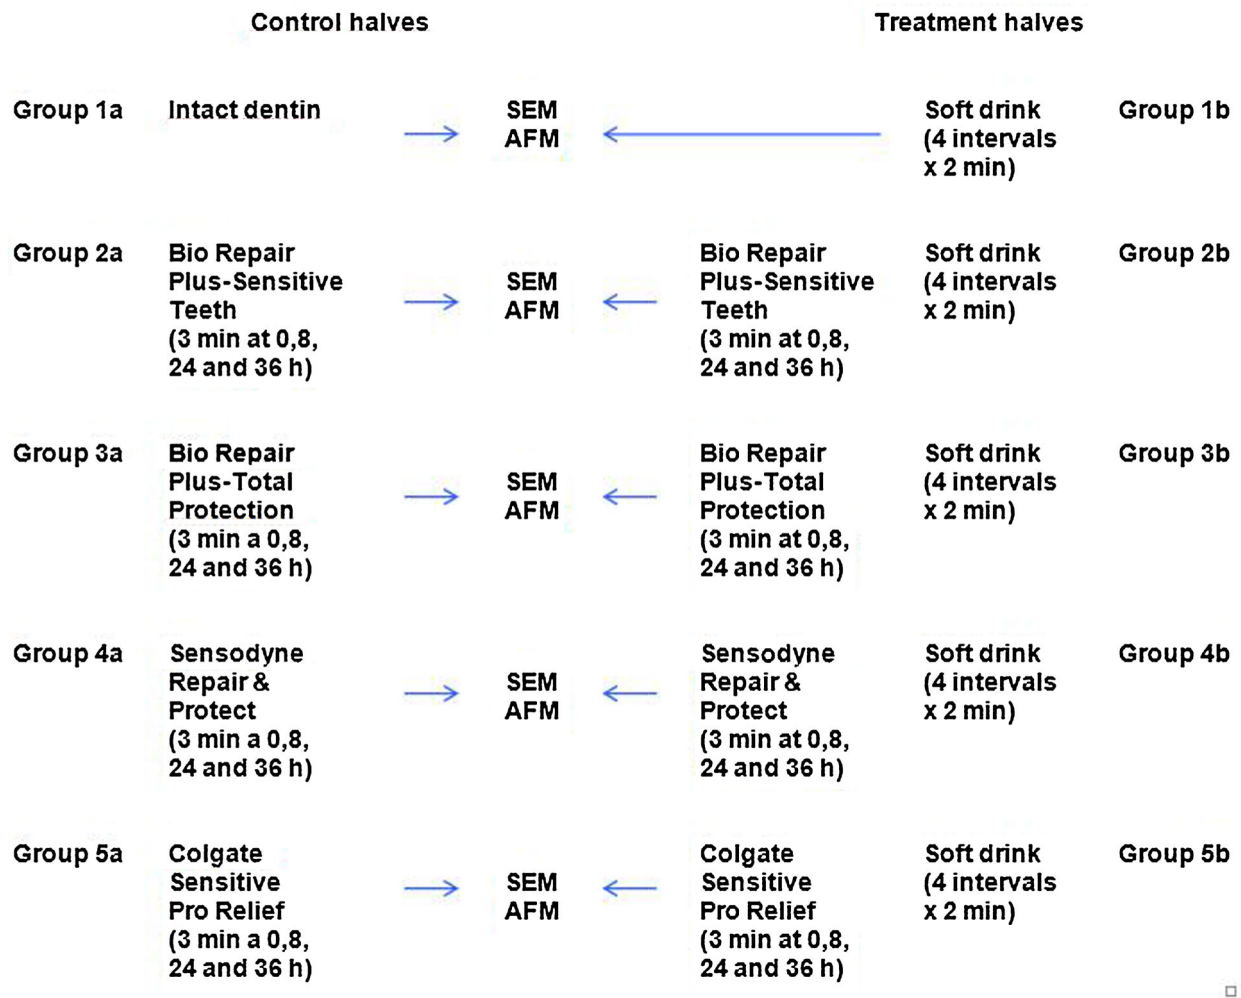 Control halves
Treatment halves
Group 1a
Intact dentin
SEM
AFM
Soft drink
(4 intervals
x 2 min)
Group 1b
Group 2a
Bio Repair
Plus-Sensitive
Teeth
(3 min at 0,8,
24 and 36 h)
SEM
AFM
Bio Repair
Plus-Sensitive
Teeth
(3 min at 0,8,
24 and 36 h)
Soft drink
(4 intervals
x 2 min)
Group 2b
Group 3a
Bio Repair
Plus-Total
Protection
(3 min a 0,8,
24 and 36 h)
SEM
AFM
Bio Repair
Plus-Total
Protection
(3 min at 0,8,
24 and 36 h)
Soft drink
(4 intervals
x 2 min)
Group 3b
Group 4a
Sensodyne
Repair &
Protect
(3 min a 0,8,
24 and 36 h)
SEM
AFM
Sensodyne
Repair &
Protect
(3 min at 0,8,
24 and 36 h)
Soft drink
(4 intervals
x 2 min)
Group 4b
Group 5a
Colgate
Sensitive
Pro Relief
(3 min a 0,8,
24 and 36 h)
SEM
AFM
Colgate
Sensitive
Pro Relief
(3 min at 0,8,
24 and 36 h)
Soft drink
(4 intervals
x 2 min)
Group 5b